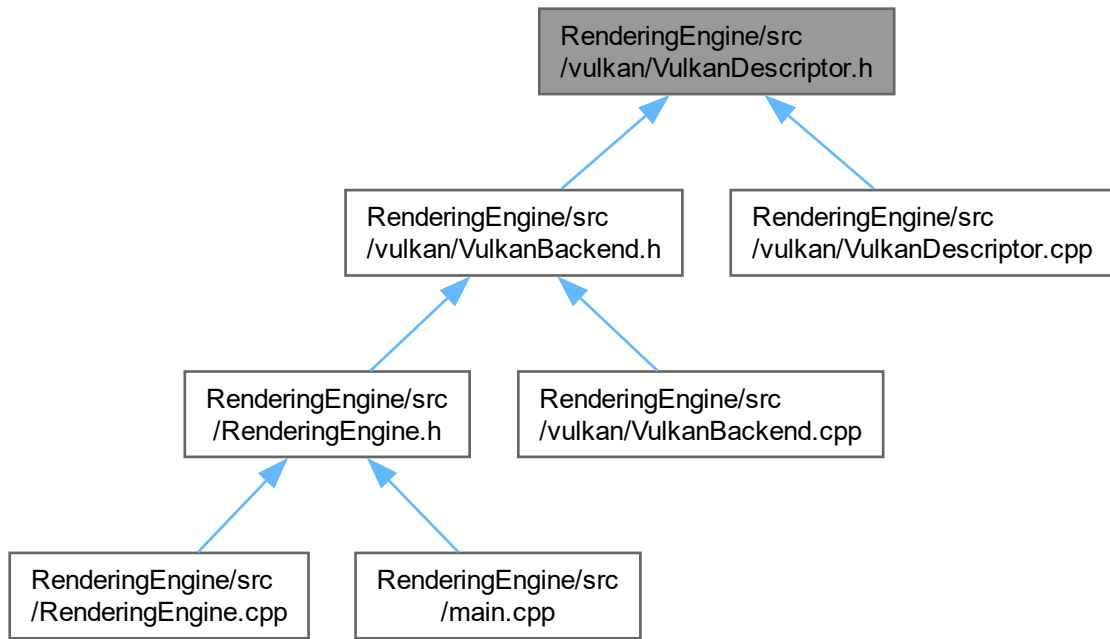 RenderingEngine/src
/vulkan/VulkanDescriptor.h
RenderingEngine/src
/vulkan/VulkanBackend.h
RenderingEngine/src
/vulkan/VulkanDescriptor.cpp
RenderingEngine/src
/RenderingEngine.h
RenderingEngine/src
/vulkan/VulkanBackend.cpp
RenderingEngine/src
/RenderingEngine.cpp
RenderingEngine/src
/main.cpp